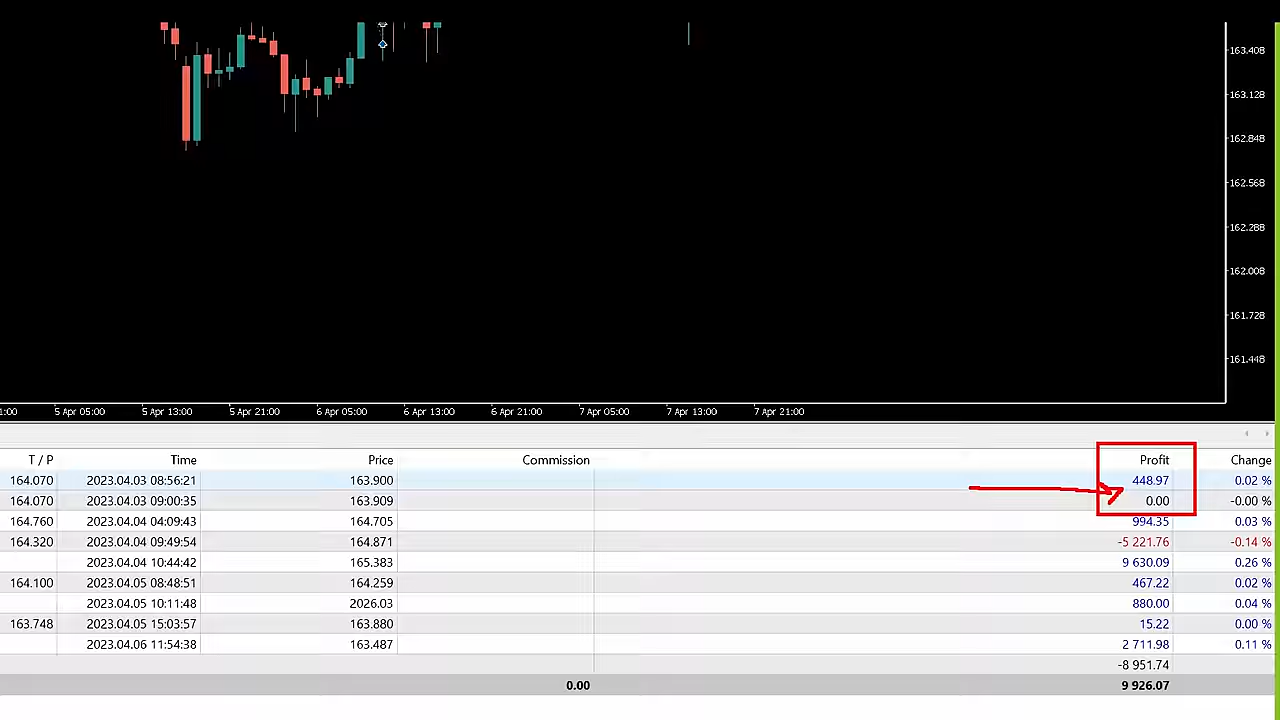 163.408
163.128
162.848
162.568
162.288
162.008
161.728
161.448
1:00 5 Apr 05:00 5 Apr 13:00 5 Apr 21:00 6 Apr 05:00 6 Apr 13:00 6 Apr 21:00 7 Apr 05:00 7 Apr 13:00 7 Apr 21:00
T / P Time Price Commission Profit Change
164.070 2023.04.03 08:56:21 163.900 448.97 0.02 %
164.070 2023.04.03 09:00:35 163.909 0.00 -0.00 %
164.760 2023.04.04 04:09:43 164.705 994.35 0.03 %
164.320 2023.04.04 09:49:54 164.871 -5 221.76 -0.14 %
2023.04.04 10:44:42 165.383 9 630.09 0.26 %
164.100 2023.04.05 08:48:51 164.259 467.22 0.02 %
2023.04.05 10:11:48 2026.03 880.00 0.04 %
163.748 2023.04.05 15:03:57 163.880 15.22 0.00 %
2023.04.06 11:54:38 163.487 2 711.98 0.11 %
-8 951.74
0.00 9 926.07